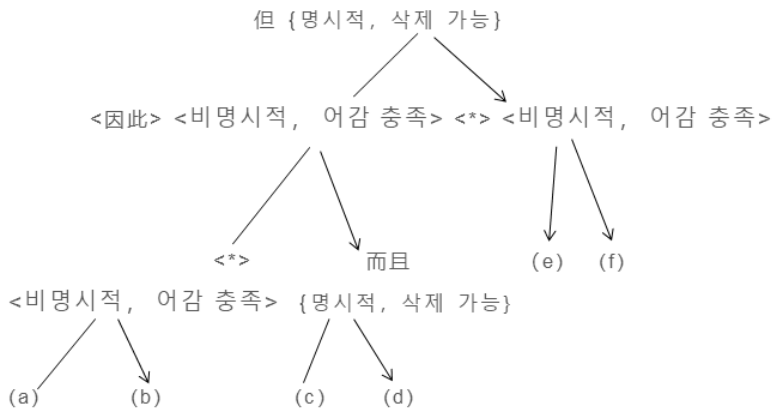 但 {명시적, 삭제 가능}
<因此> <비명시적, 어감 충족> <*> <비명시적, 어감 충족>
<*> 而且 (e) (f)
<비명시적, 어감 충족> {명시적, 삭제 가능}
(a) (b) (c) (d)